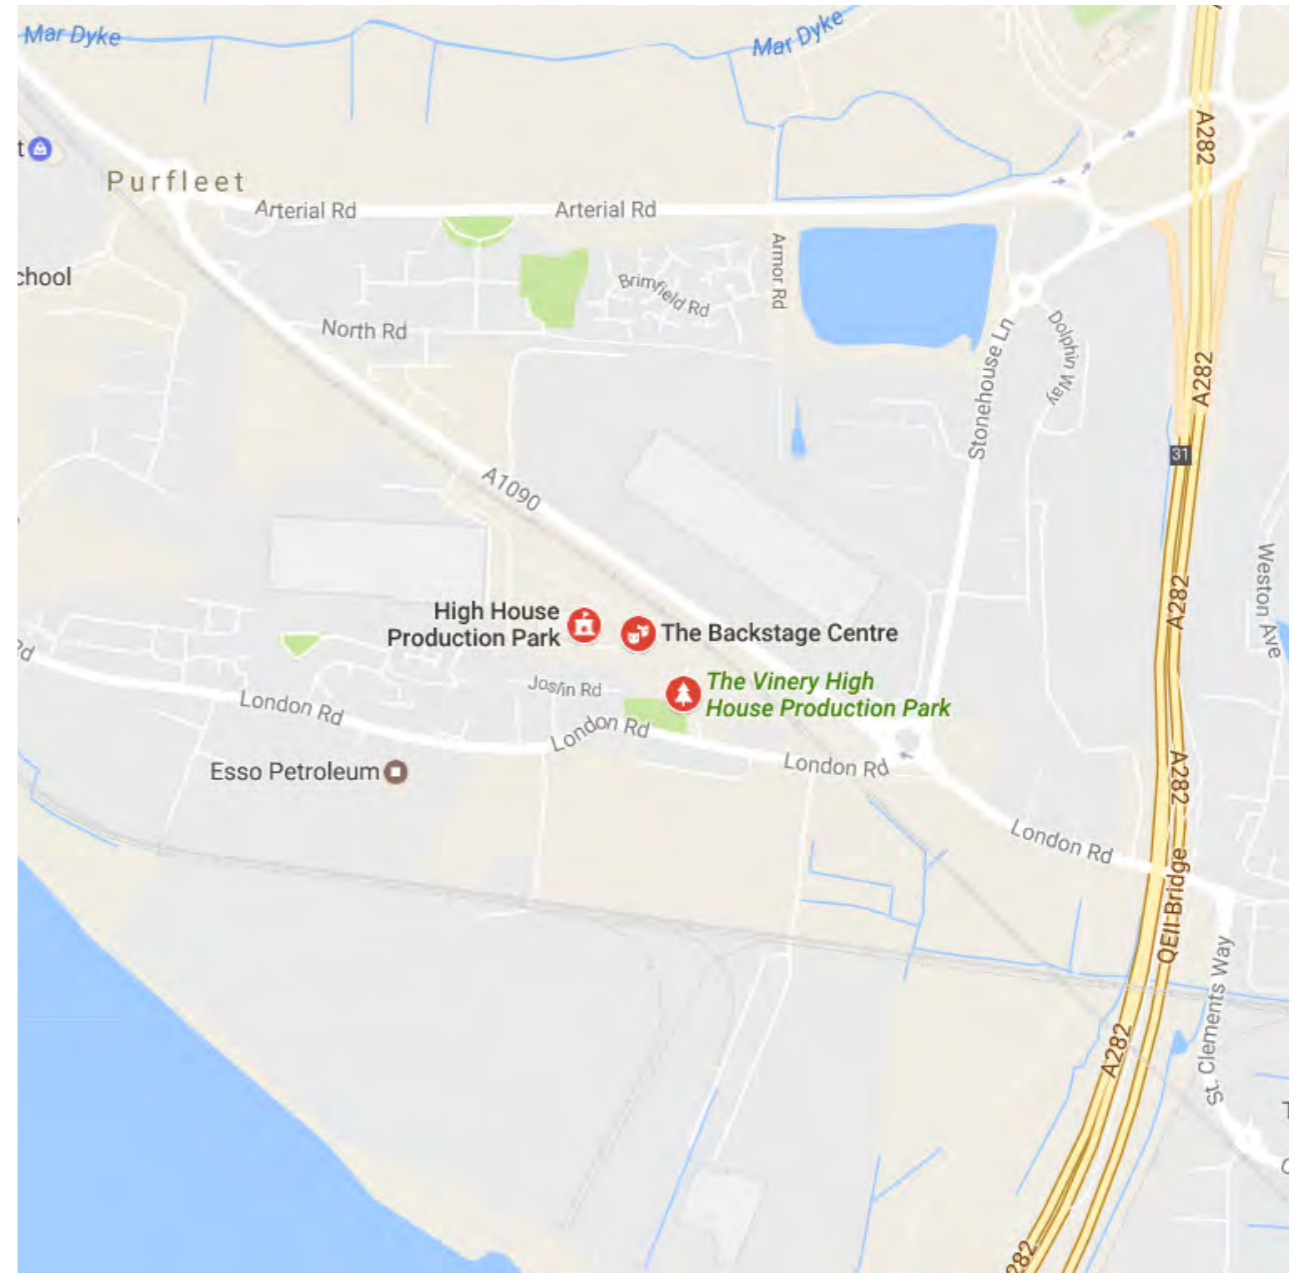 Mar Dyke
Mar Dyke
A282
t
Purfleet
Arterial Rd
Arterial Rd
chool
Armor Rd
Brimfield Rd
North Rd
Stonehouse Ln
Dolphin Way
A282
31
A1090
Weston Ave
A282
High House
Production Park
The Backstage Centre
Rd
Joslin Rd
The Vinery High
House Production Park
London Rd
London Rd
London Rd
Esso Petroleum
A282
London Rd
QEII Bridge
St. Clements Way
A282
T
C
282